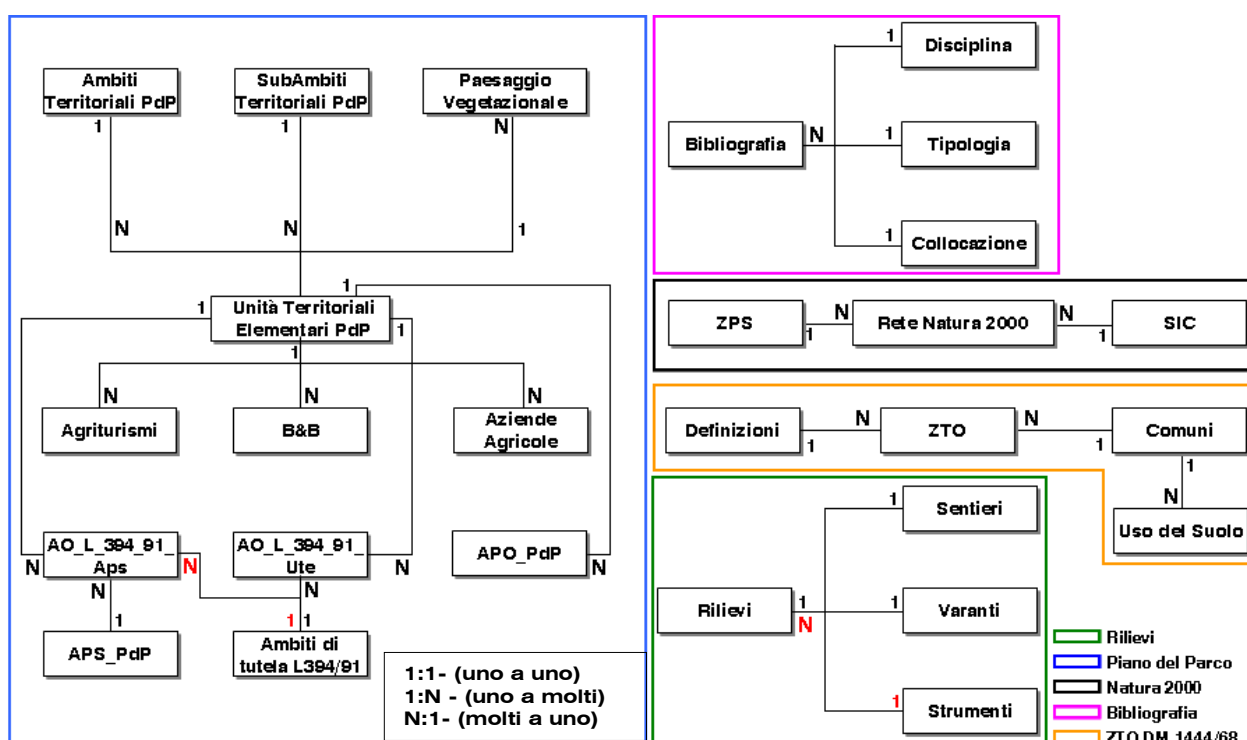 Ambiti
Territoriali PdP
SubAmbiti
Territoriali PdP
Paesaggio
Vegetazionale
1
1
N
N
N
1
1
1
Unità Territoriali
Elementari PdP
1
1
N
N
N
Agriturismi
B&B
Aziende
Agricole
AO_L_394_91_
Aps
AO_L_394_91_
Ute
APO_PdP
N
N
N
N
N
N
1
1
1
APS_PdP
Ambiti di
tutela L394/91
1:1- (uno a uno)
1:N - (uno a molti)
N:1- (molti a uno)
Bibliografia
N
1
Disciplina
1
Tipologia
1
Collocazione
ZPS
1
N
Rete Natura 2000
N
1
SIC
Definizioni
1
N
ZTO
N
1
Comuni
1
N
Uso del Suolo
Rilievi
1
N
1
Sentieri
1
Varanti
1
Strumenti
Rilievi
Piano del Parco
Natura 2000
Bibliografia
ZTO DM 1444/68